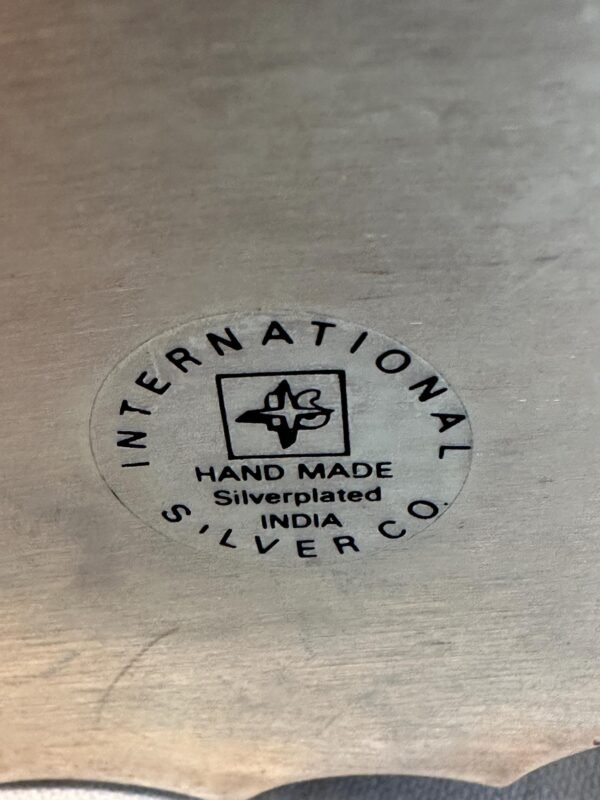 INTERNATIONAL
HAND MADE
Silverplated
INDIA
SILVER CO.